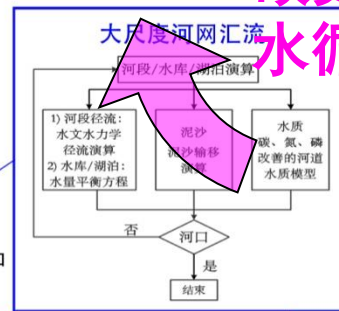 大尺度河网汇流
水循
河段/水库/湖泊演算
1) 河段径流:
水文水力学
径流演算
2) 水库/湖泊:
水量平衡方程
泥沙
泥沙输移
演算
水质
碳、氮、磷
改善的河道
水质模型
否
河口
是
结束